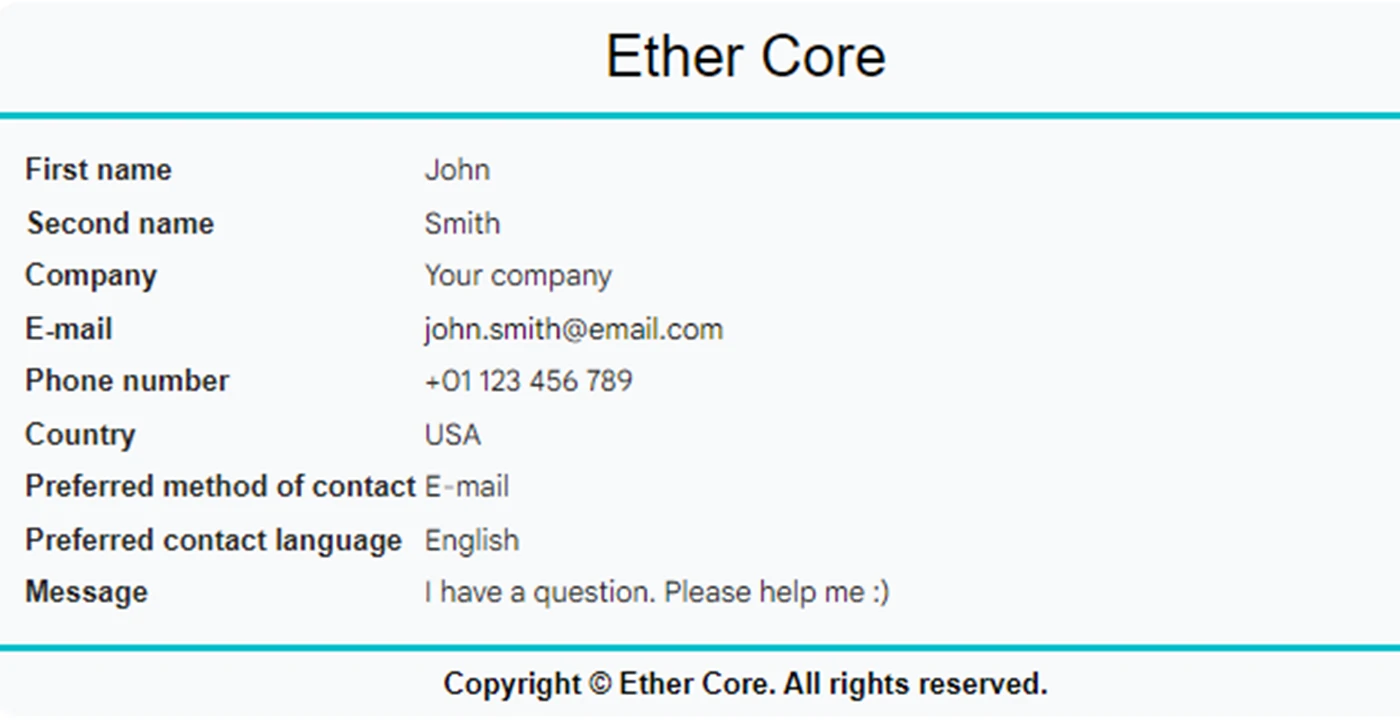 Ether Core
First name John
Second name Smith
Company Your company
E-mail john.smith@email.com
Phone number +01 123 456 789
Country USA
Preferred method of contact E-mail
Preferred contact language English
Message I have a question. Please help me :)
Copyright © Ether Core. All rights reserved.